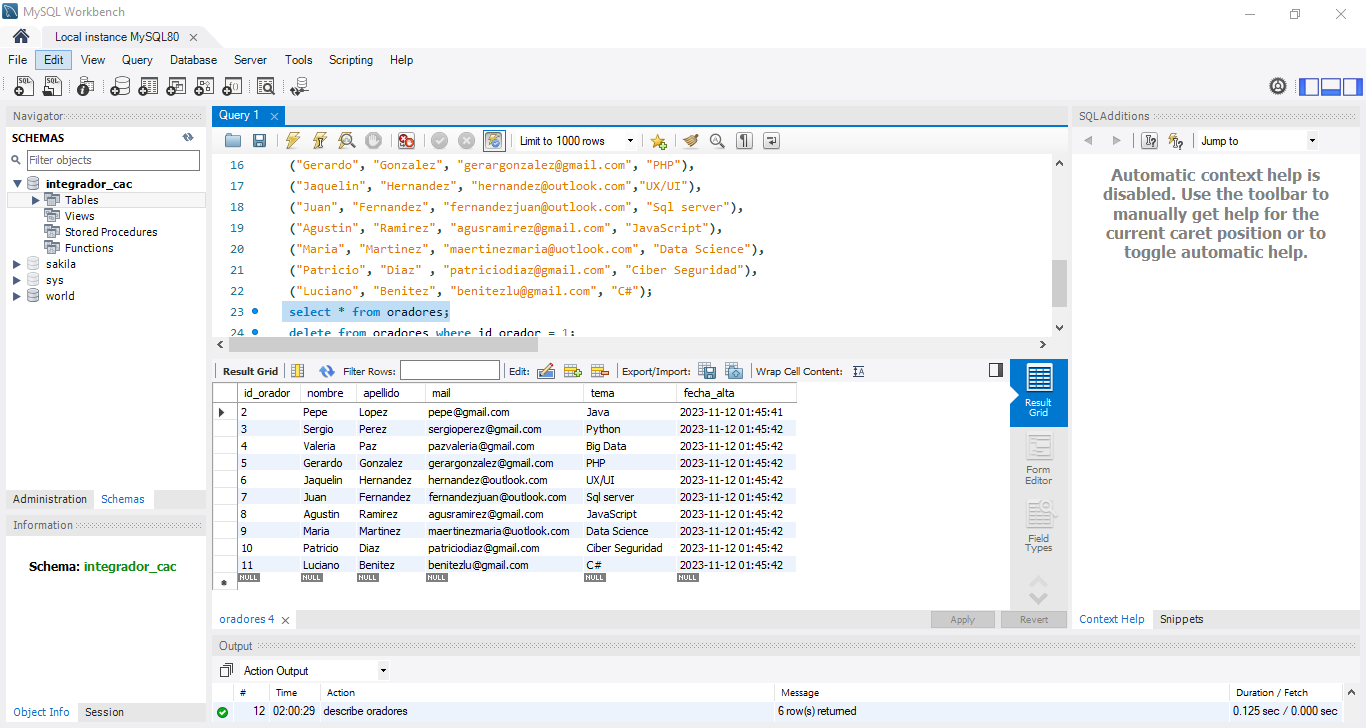 MySQL Workbench
Local instance MySQL80
File Edit View Query Database Server Tools Scripting Help
Navigator
SCHEMAS
Filter objects
integrador_cac
Tables
Views
Stored Procedures
Functions
sakila
sys
world
Administration Schemas
Information
Schema: integrador_cac
Object Info Session
Query 1
Limit to 1000 rows
16 ("Gerardo", "Gonzalez", "gerargonzalez@gmail.com", "PHP"),
17 ("Jaquelin", "Hernandez", "hernandez@outlook.com","UX/UI"),
18 ("Juan", "Fernandez", "fernandezjuan@outlook.com", "Sql server"),
19 ("Agustin", "Ramirez", "agusramirez@gmail.com", "JavaScript"),
20 ("Maria", "Martinez", "maertinezmaria@uotlook.com", "Data Science"),
21 ("Patricio", "Diaz" , "patriciodiaz@gmail.com", "Ciber Seguridad"),
22 ("Luciano", "Benitez", "benitezlu@gmail.com", "C#");
23 select * from oradores;
24 delete from oradores where id_orador = 1;
Result Grid Filter Rows: Edit: Export/Import: Wrap Cell Content: IA
id_orador nombre apellido mail tema fecha_alta
2 Pepe Lopez pepe@gmail.com Java 2023-11-12 01:45:41
3 Sergio Perez sergioperez@gmail.com Python 2023-11-12 01:45:42
4 Valeria Paz pazvaleria@gmail.com Big Data 2023-11-12 01:45:42
5 Gerardo Gonzalez gerargonzalez@gmail.com PHP 2023-11-12 01:45:42
6 Jaquelin Hernandez hernandez@outlook.com UX/UI 2023-11-12 01:45:42
7 Juan Fernandez fernandezjuan@outlook.com Sql server 2023-11-12 01:45:42
8 Agustin Ramirez agusramirez@gmail.com JavaScript 2023-11-12 01:45:42
9 Maria Martinez maertinezmaria@uotlook.com Data Science 2023-11-12 01:45:42
10 Patricio Diaz patriciodiaz@gmail.com Ciber Seguridad 2023-11-12 01:45:42
11 Luciano Benitez benitezlu@gmail.com C# 2023-11-12 01:45:42
NULL NULL NULL NULL NULL NULL
Result
Grid
Form
Editor
Field
Types
oradores 4
Apply Revert
Output
Action Output
# Time Action Message Duration / Fetch
12 02:00:29 describe oradores 6 row(s) returned 0.125 sec / 0.000 sec
SQLAdditions
Jump to
Automatic context help is
disabled. Use the toolbar to
manually get help for the
current caret position or to
toggle automatic help.
Context Help Snippets